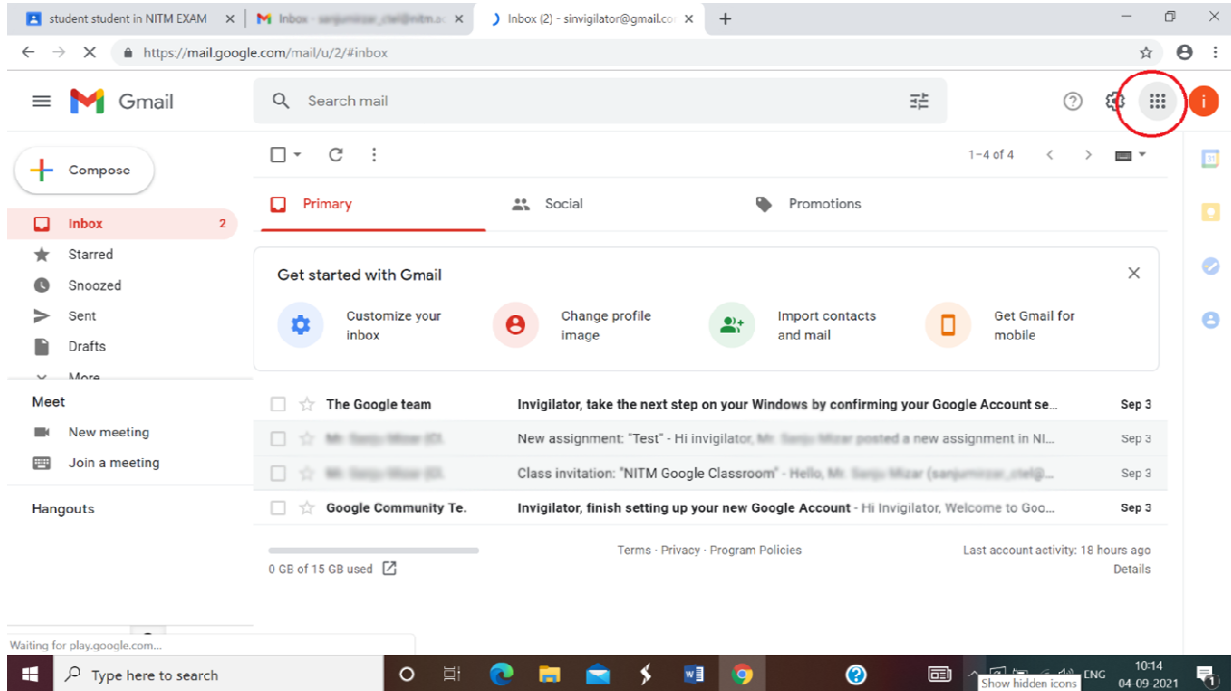 student student in NITM EXAM
Inbox -
Inbox (2) - sinvigilator@gmail.co
https://mail.google.com/mail/u/2/#inbox
Gmail
Search mail
i
Compose
1-4 of 4
31
Primary
Social
Promotions
Inbox 2
Starred
Snoozed
Sent
Drafts
More
Get started with Gmail
Customize your
inbox
Change profile
image
Import contacts
and mail
Get Gmail for
mobile
Meet
New meeting
Join a meeting
Hangouts
The Google team Invigilator, take the next step on your Windows by confirming your Google Account se... Sep 3
New assignment: "Test" - Hi invigilator, posted a new assignment in NI... Sep 3
Class invitation: "NITM Google Classroom" - Hello, Sep 3
Google Community Te. Invigilator, finish setting up your new Google Account - Hi Invigilator, Welcome to Goo... Sep 3
0 GB of 15 GB used
Terms · Privacy · Program Policies
Last account activity: 18 hours ago
Details
Waiting for play.google.com...
Type here to search
ENG
10:14
04-09-2021
1
Show hidden icons